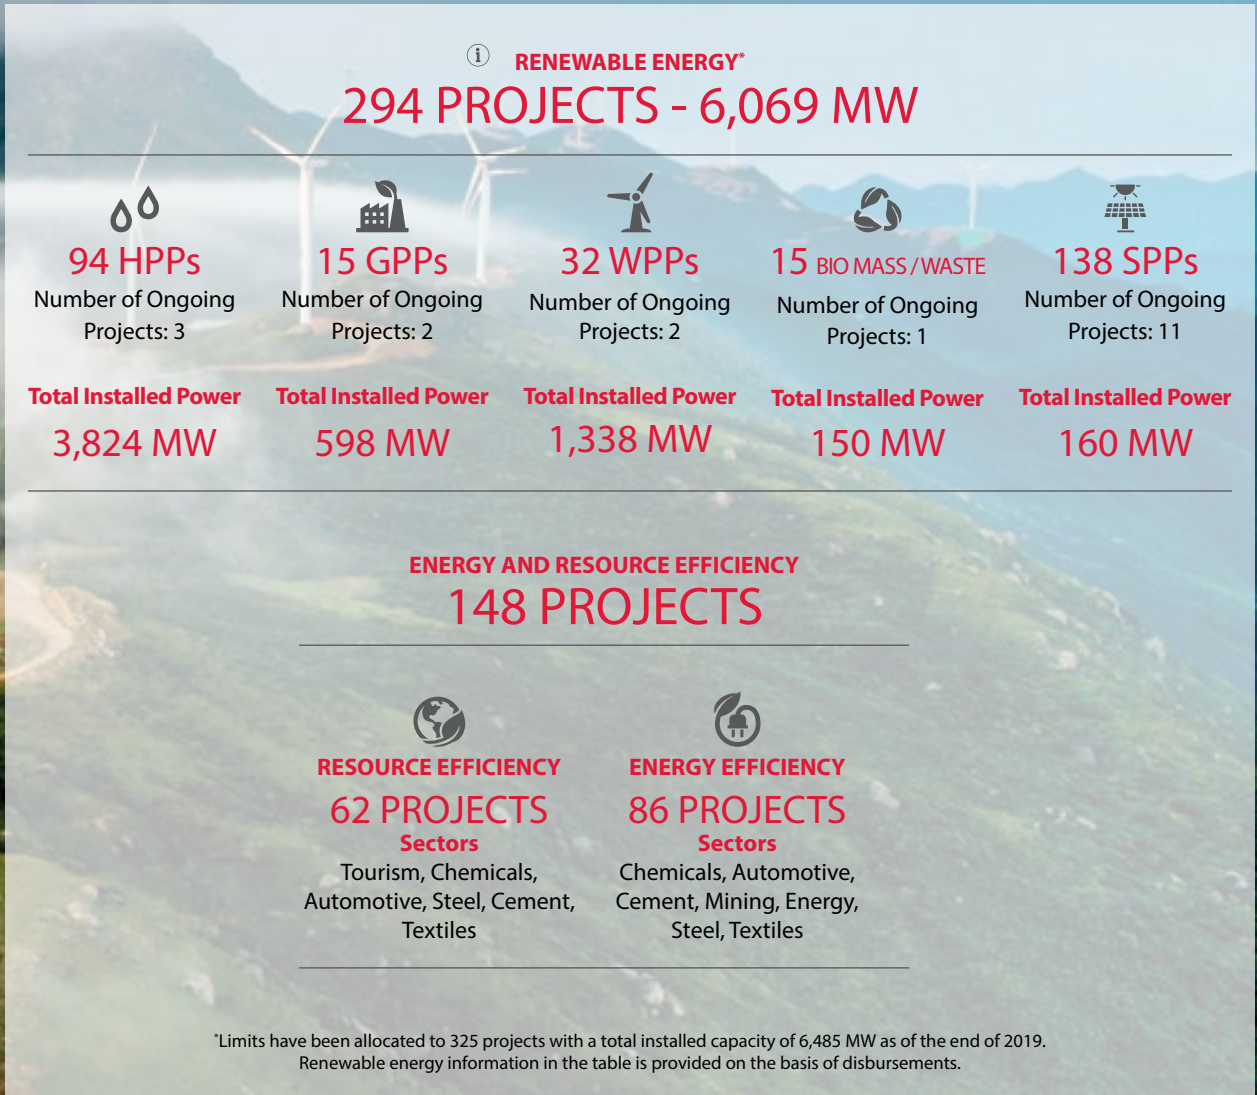 RENEWABLE ENERGY*
294 PROJECTS - 6,069 MW
94 HPPs
Number of Ongoing
Projects: 3
Total Installed Power
3,824 MW
15 GPPs
Number of Ongoing
Projects: 2
Total Installed Power
598 MW
32 WPPs
Number of Ongoing
Projects: 2
Total Installed Power
1,338 MW
15 BIO MASS / WASTE
Number of Ongoing
Projects: 1
Total Installed Power
150 MW
138 SPPs
Number of Ongoing
Projects: 11
Total Installed Power
160 MW
ENERGY AND RESOURCE EFFICIENCY
148 PROJECTS
RESOURCE EFFICIENCY
62 PROJECTS
Sectors
Tourism, Chemicals,
Automotive, Steel, Cement,
Textiles
ENERGY EFFICIENCY
86 PROJECTS
Sectors
Chemicals, Automotive,
Cement, Mining, Energy,
Steel, Textiles
*Limits have been allocated to 325 projects with a total installed capacity of 6,485 MW as of the end of 2019.
Renewable energy information in the table is provided on the basis of disbursements.